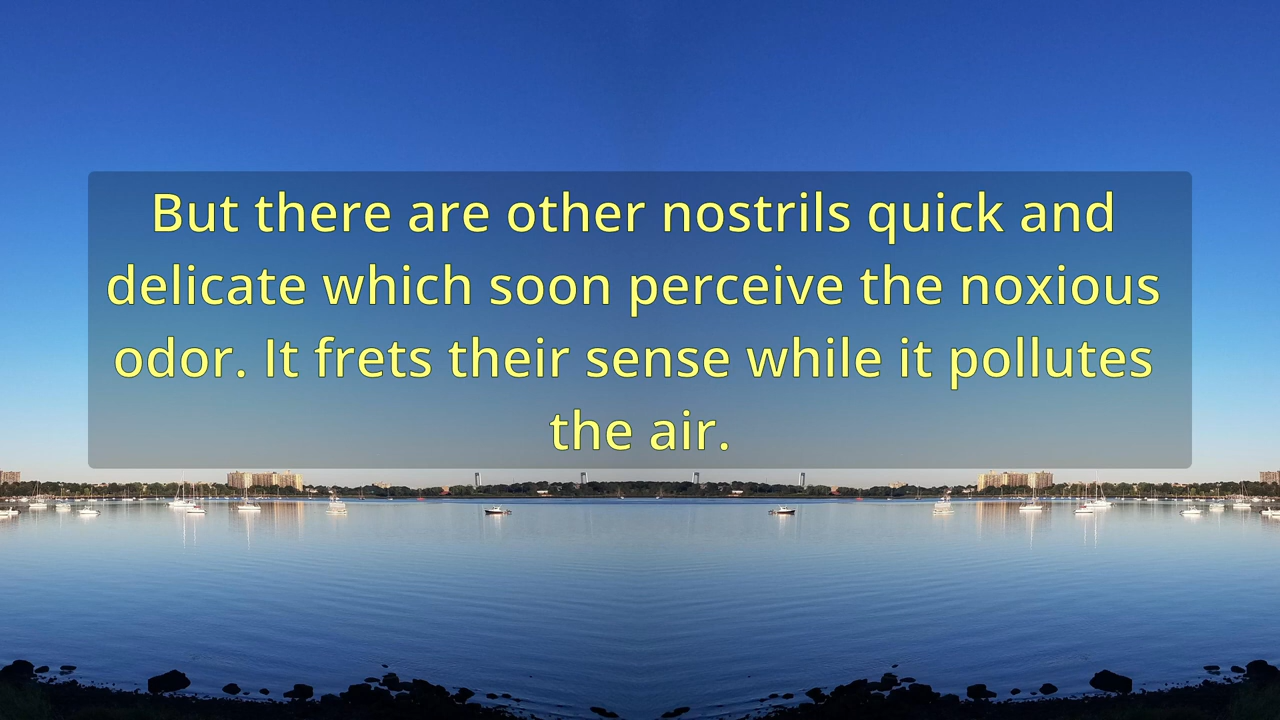 But there are other nostrils quick and
delicate which soon perceive the noxious
odor. It frets their sense while it pollutes
the air.